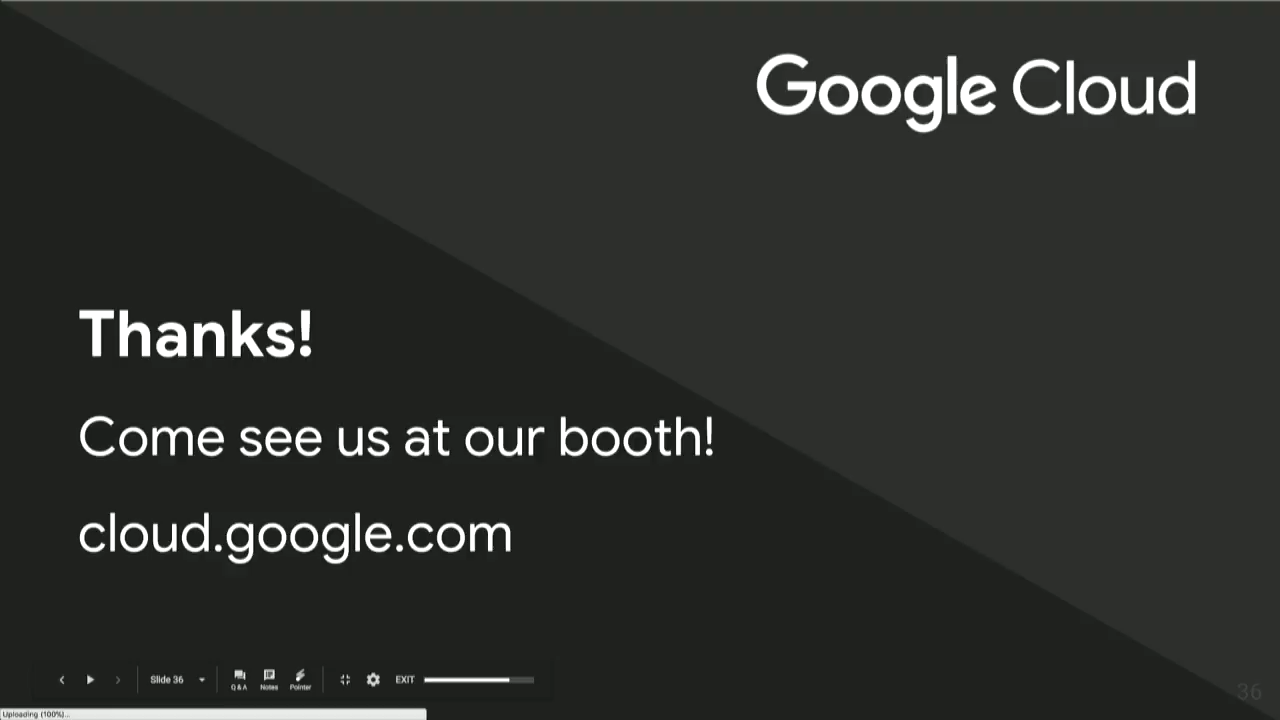 Google Cloud
Thanks!
Come see us at our booth!
cloud.google.com
Slide 36
Q&A
Notes
Pointer
EXIT
36
Uploading (100%)...